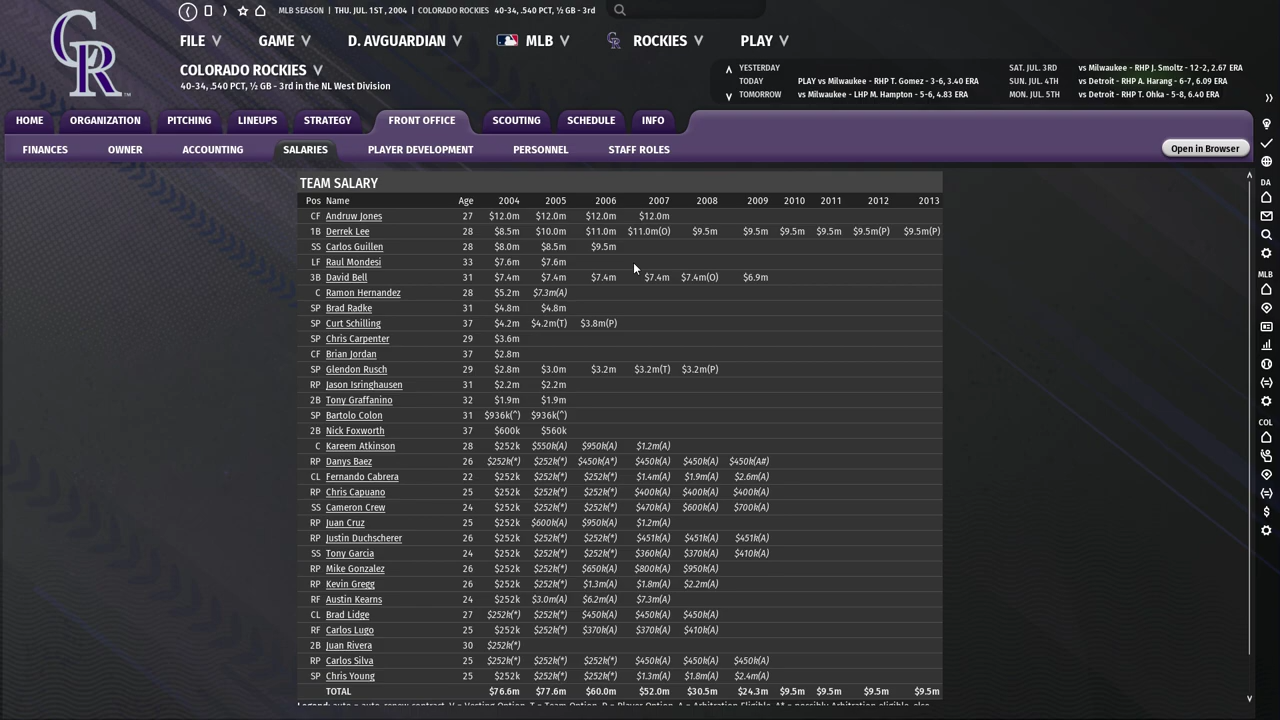 MLB SEASON | THU. JUL. 1ST , 2004 | COLORADO ROCKIES 40-34, .540 PCT, ½ GB - 3rd
FILE GAME D. AVGUARDIAN MLB ROCKIES PLAY
COLORADO ROCKIES
40-34, .540 PCT, ½ GB - 3rd in the NL West Division
YESTERDAY SAT. JUL. 3RD vs Milwaukee - RHP J. Smoltz - 12-2, 2.67 ERA
TODAY PLAY vs Milwaukee - RHP T. Gomez - 3-6, 3.40 ERA SUN. JUL. 4TH vs Detroit - RHP A. Harang - 6-7, 6.09 ERA
TOMORROW vs Milwaukee - LHP M. Hampton - 5-6, 4.83 ERA MON. JUL. 5TH vs Detroit - RHP T. Ohka - 5-8, 6.40 ERA
HOME ORGANIZATION PITCHING LINEUPS STRATEGY FRONT OFFICE SCOUTING SCHEDULE INFO
FINANCES OWNER ACCOUNTING SALARIES PLAYER DEVELOPMENT PERSONNEL STAFF ROLES Open in Browser
TEAM SALARY
Pos Name Age 2004 2005 2006 2007 2008 2009 2010 2011 2012 2013
CF Andruw Jones 27 $12.0m $12.0m $12.0m $12.0m
1B Derrek Lee 28 $8.5m $10.0m $11.0m $11.0m(O) $9.5m $9.5m $9.5m $9.5m $9.5m(P) $9.5m(P)
SS Carlos Guillen 28 $8.0m $8.5m $9.5m
LF Raul Mondesi 33 $7.6m $7.6m
3B David Bell 31 $7.4m $7.4m $7.4m $7.4m $7.4m(O) $6.9m
C Ramon Hernandez 28 $5.2m $7.3m(A)
SP Brad Radke 31 $4.8m $4.8m
SP Curt Schilling 37 $4.2m $4.2m(T) $3.8m(P)
SP Chris Carpenter 29 $3.6m
CF Brian Jordan 37 $2.8m
SP Glendon Rusch 29 $2.8m $3.0m $3.2m $3.2m(T) $3.2m(P)
RP Jason Isringhausen 31 $2.2m $2.2m
2B Tony Graffanino 32 $1.9m $1.9m
SP Bartolo Colon 31 $936k(^) $936k(^)
2B Nick Foxworth 37 $600k $560k
C Kareem Atkinson 28 $252k $550k(A) $950k(A) $1.2m(A)
RP Danys Baez 26 $252k(*) $252k(*) $450k(A*) $450k(A) $450k(A) $450k(A#)
CL Fernando Cabrera 22 $252k $252k(*) $252k(*) $1.4m(A) $1.9m(A) $2.6m(A)
RP Chris Capuano 25 $252k $252k(*) $252k(*) $400k(A) $400k(A) $400k(A)
SS Cameron Crew 24 $252k $252k(*) $252k(*) $470k(A) $600k(A) $700k(A)
RP Juan Cruz 25 $252k $600k(A) $950k(A) $1.2m(A)
RP Justin Duchscherer 26 $252k $252k(*) $252k(*) $451k(A) $451k(A) $451k(A)
SS Tony Garcia 24 $252k $252k(*) $252k(*) $360k(A) $370k(A) $410k(A)
RP Mike Gonzalez 26 $252k $252k(*) $650k(A) $800k(A) $950k(A)
RP Kevin Gregg 26 $252k $252k(*) $1.3m(A) $1.8m(A) $2.2m(A)
RF Austin Kearns 24 $252k $3.0m(A) $6.2m(A) $7.3m(A)
CL Brad Lidge 27 $252k(*) $252k(*) $450k(A) $450k(A) $450k(A)
RF Carlos Lugo 25 $252k $252k(*) $370k(A) $370k(A) $410k(A)
2B Juan Rivera 30 $252k(*)
RP Carlos Silva 25 $252k(*) $252k(*) $252k(*) $450k(A) $450k(A) $450k(A)
SP Chris Young 25 $252k $252k(*) $252k(*) $1.3m(A) $1.8m(A) $2.4m(A)
TOTAL $76.6m $77.6m $60.0m $52.0m $30.5m $24.3m $9.5m $9.5m $9.5m $9.5m
DA
MLB
COL